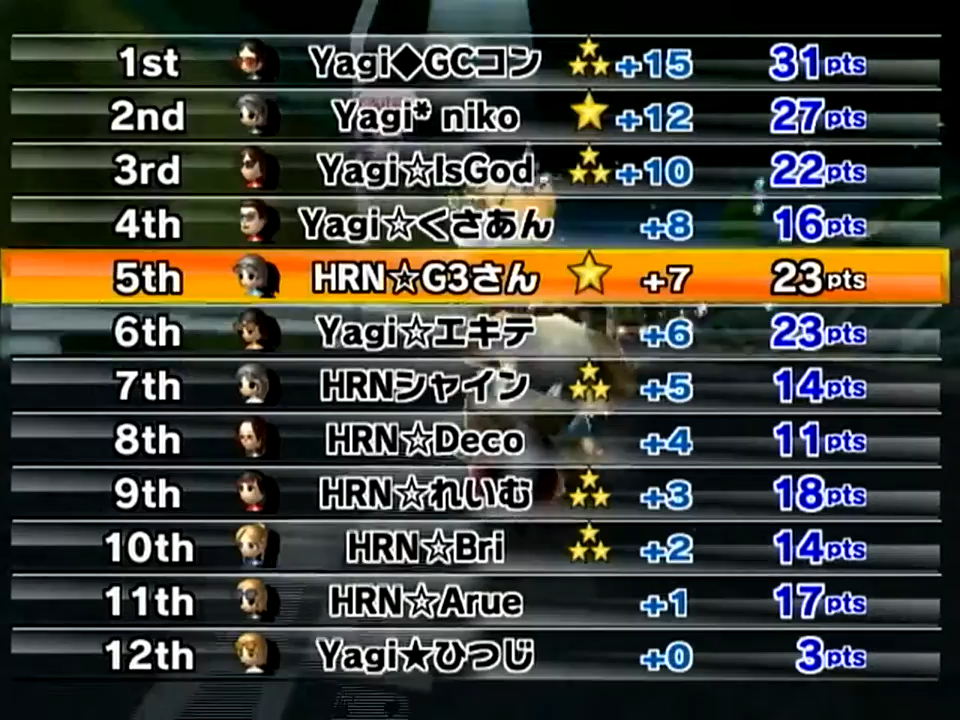 1st Yagi◆GCコン +15 31pts
2nd Yagi* niko +12 27pts
3rd Yagi☆IsGod. +10 22pts
4th Yagi☆くさあん +8 16pts
5th HRN☆G3さん +7 23pts
6th Yagi☆エキテ +6 23pts
7th HRNシャイン +5 14pts
8th HRN☆Deco +4 11pts
9th HRN☆れいむ +3 18pts
10th HRN☆Bri +2 14pts
11th HRN☆Arue +1 17pts
12th Yagi★ひつじ +0 3pts